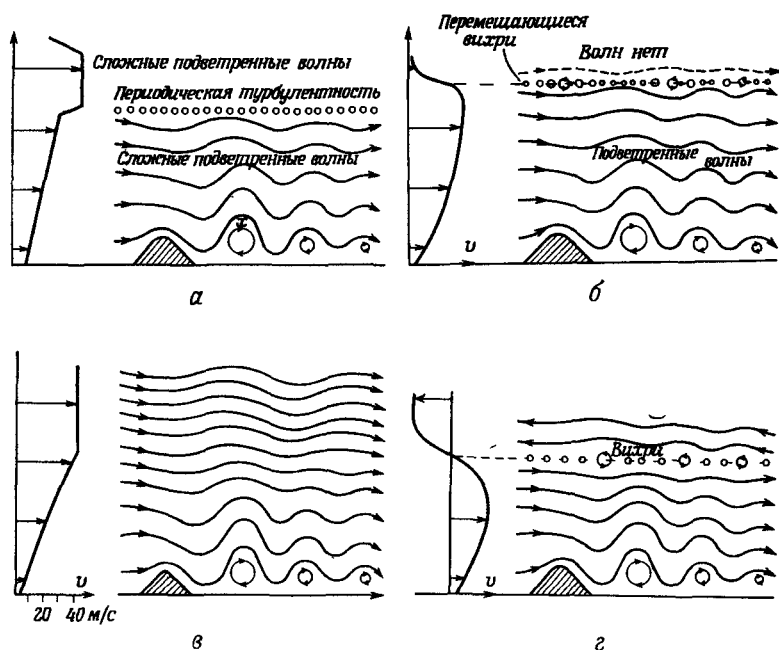 Сложные подветренные волны
Периодическая турбулентность
Сложные подветренные волны
а
Перемещающиеся
вихри
Волн нет
Подветренные
волны
υ
б
υ
20 40 м/с
в
Вихри
υ
г